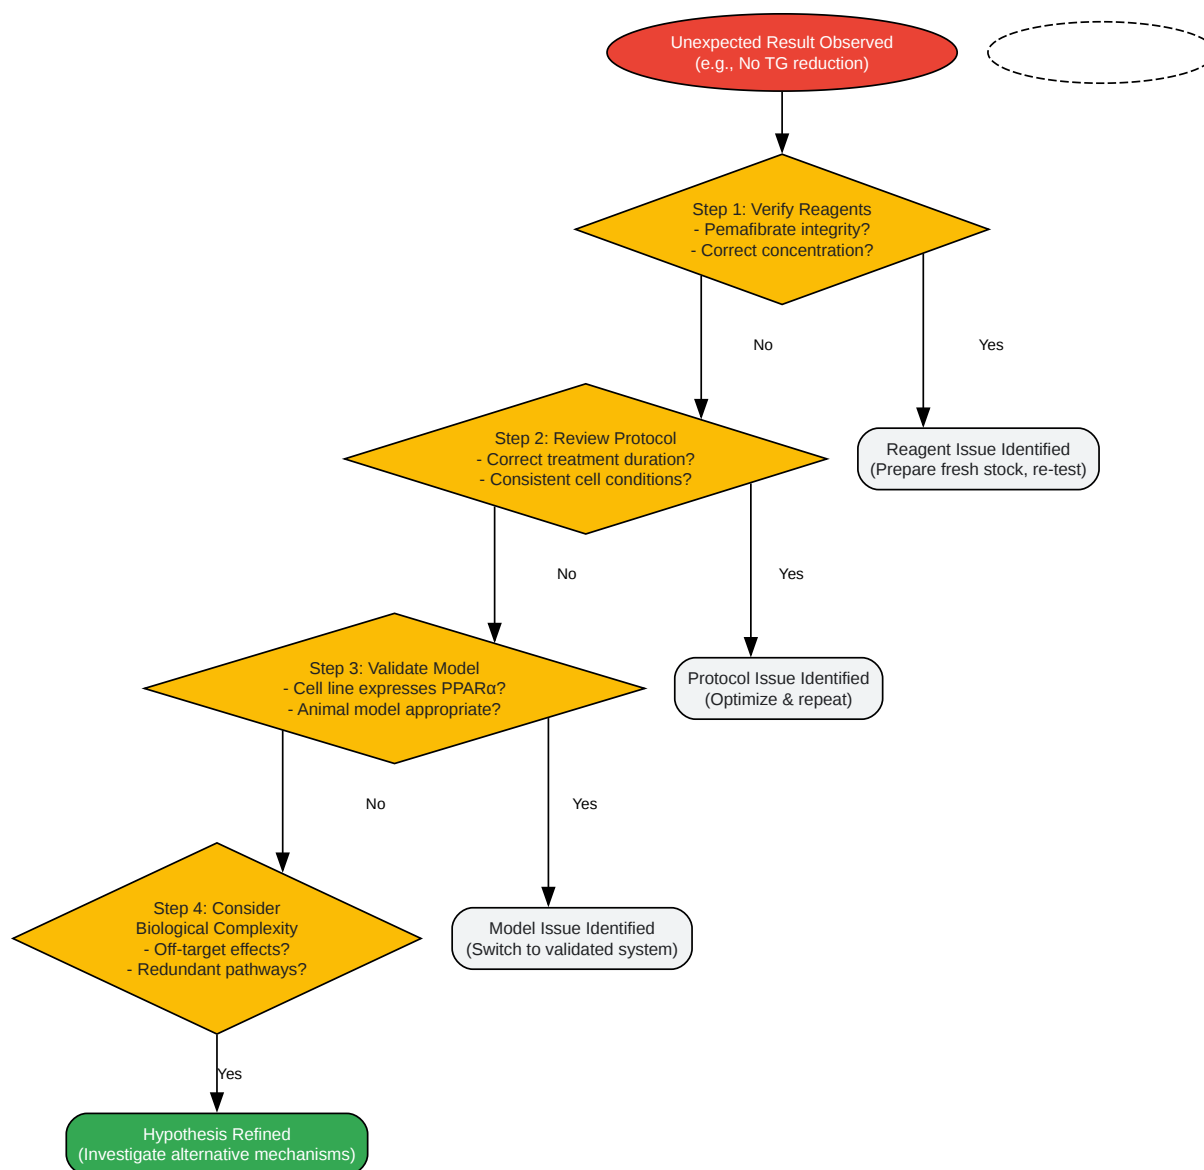 Unexpected Result Observed
(e.g., No TG reduction)
Step 1: Verify Reagents
- Pemafibrate integrity?
- Correct concentration?
No
Yes
Step 2: Review Protocol
- Correct treatment duration?
- Consistent cell conditions?
Reagent Issue Identified
(Prepare fresh stock, re-test)
No
Yes
Step 3: Validate Model
- Cell line expresses PPARα?
- Animal model appropriate?
Protocol Issue Identified
(Optimize & repeat)
No
Yes
Step 4: Consider
Biological Complexity
- Off-target effects?
- Redundant pathways?
Model Issue Identified
(Switch to validated system)
Yes
Hypothesis Refined
(Investigate alternative mechanisms)